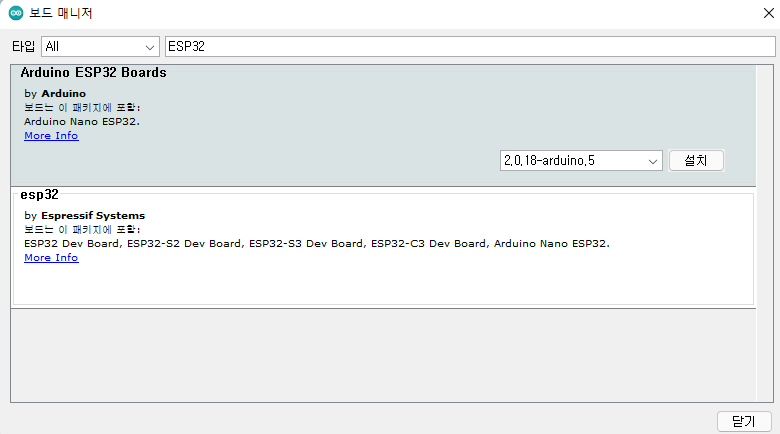 보드 매니저
타입 All ESP32
Arduino ESP32 Boards
by Arduino
보드는 이 패키지에 포함:
Arduino Nano ESP32.
More Info
2.0.18-arduino.5 설치
esp32
by Espressif Systems
보드는 이 패키지에 포함:
ESP32 Dev Board, ESP32-S2 Dev Board, ESP32-S3 Dev Board, ESP32-C3 Dev Board, Arduino Nano ESP32.
More Info
닫기